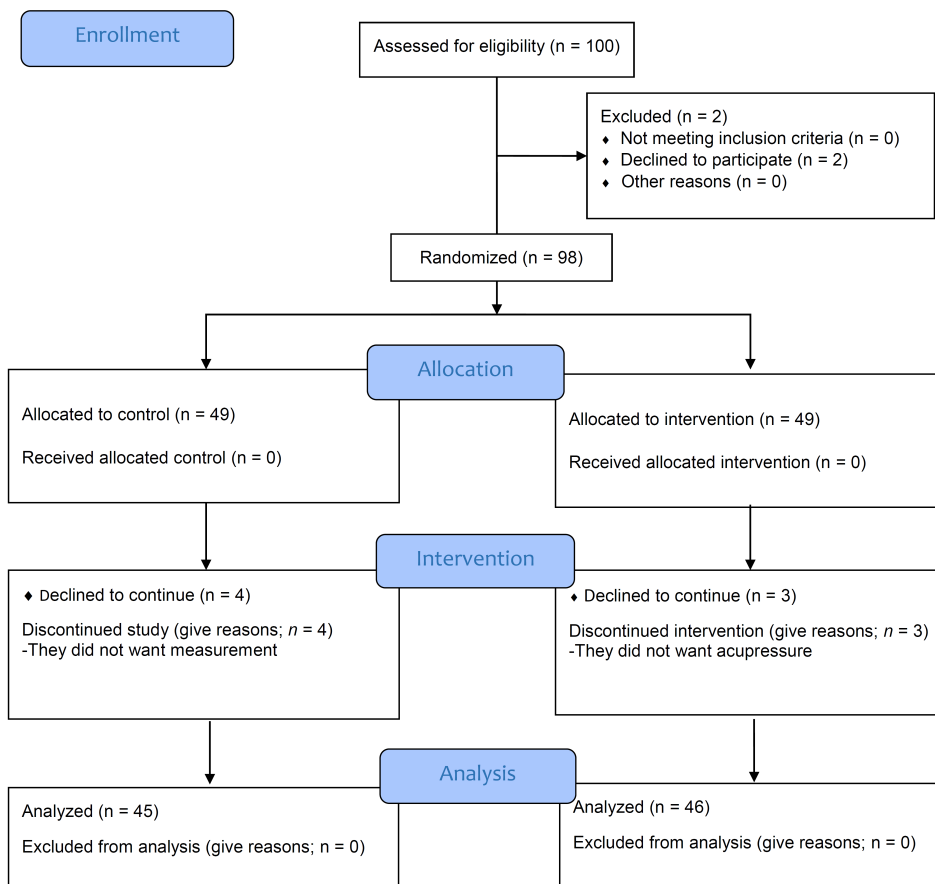 Enrollment
Assessed for eligibility (n = 100)
Excluded (n = 2)
♦ Not meeting inclusion criteria (n = 0)
♦ Declined to participate (n = 2)
♦ Other reasons (n = 0)
Randomized (n = 98)
Allocation
Allocated to control (n = 49)
Received allocated control (n = 0)
Allocated to intervention (n = 49)
Received allocated intervention (n = 0)
Intervention
♦ Declined to continue (n = 4)
Discontinued study (give reasons; n = 4)
-They did not want measurement
♦ Declined to continue (n = 3)
Discontinued intervention (give reasons; n = 3)
-They did not want acupressure
Analysis
Analyzed (n = 45)
Excluded from analysis (give reasons; n = 0)
Analyzed (n = 46)
Excluded from analysis (give reasons; n = 0)